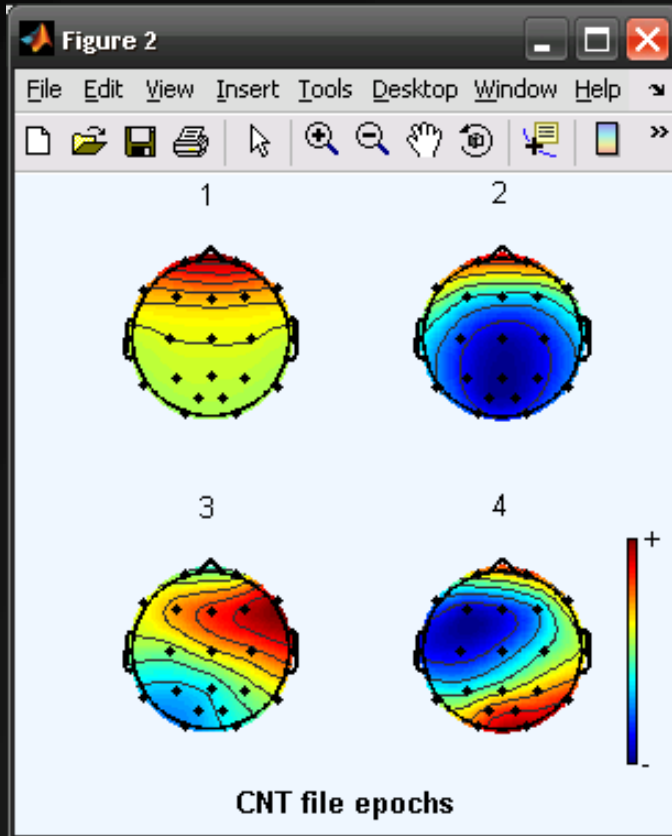 Figure 2
File Edit View Insert Tools Desktop Window Help
1 2
3 4
+
-
CNT file epochs